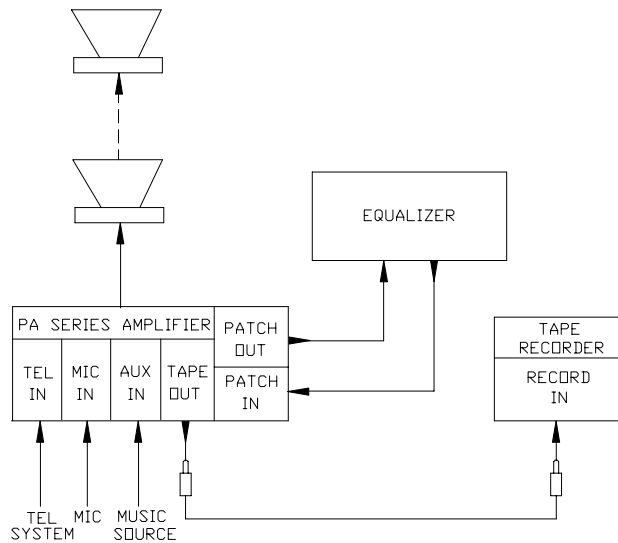 EQUALIZER
PA SERIES AMPLIFIER
PATCH
OUT
TEL
IN
MIC
IN
AUX
IN
TAPE
OUT
PATCH
IN
TAPE
RECORDER
RECORD
IN
TEL
SYSTEM
MIC
MUSIC
SOURCE